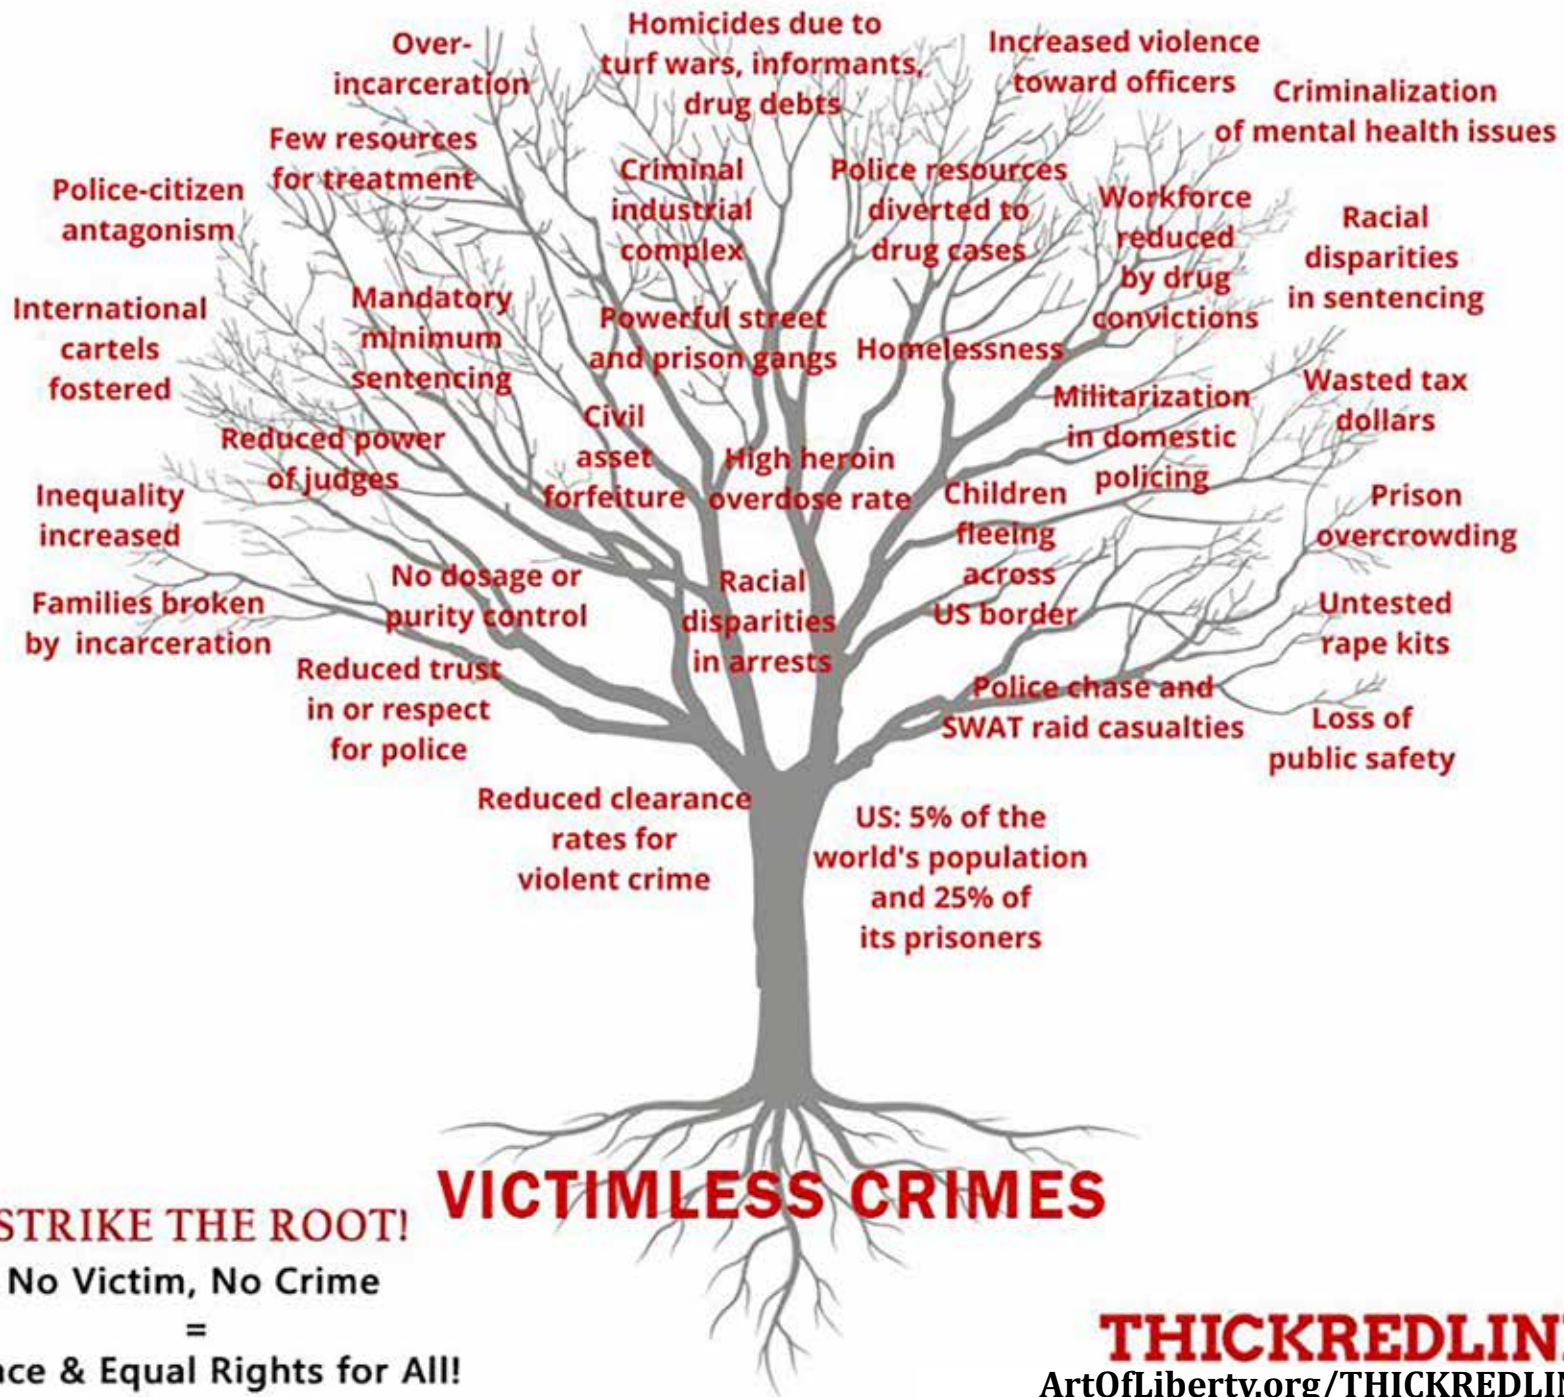 Over-
incarceration
Homicides due to
turf wars, informants,
drug debts
Increased violence
toward officers
Criminalization
of mental health issues
Few resources
for treatment
Police-citizen
antagonism
Criminal
industrial
complex
Police resources
diverted to
drug cases
Workforce
reduced
by drug
convictions
Racial
disparities
in sentencing
International
cartels
fostered
Mandatory
minimum
sentencing
Powerful street
and prison gangs
Homelessness
Militarization
in domestic
policing
Wasted tax
dollars
Reduced power
of judges
Civil
asset
forfeiture
High heroin
overdose rate
Children
fleeing
across
US border
Prison
overcrowding
Inequality
increased
No dosage or
purity control
Racial
disparities
in arrests
Untested
rape kits
Families broken
by incarceration
Reduced trust
in or respect
for police
Police chase and
SWAT raid casualties
Loss of
public safety
Reduced clearance
rates for
violent crime
US: 5% of the
world's population
and 25% of
its prisoners
VICTIMLESS CRIMES
STRIKE THE ROOT!
No Victim, No Crime
=
& Equal Rights for All!
THICKREDLIN
ArtOfLiberty.org/THICKREDLI